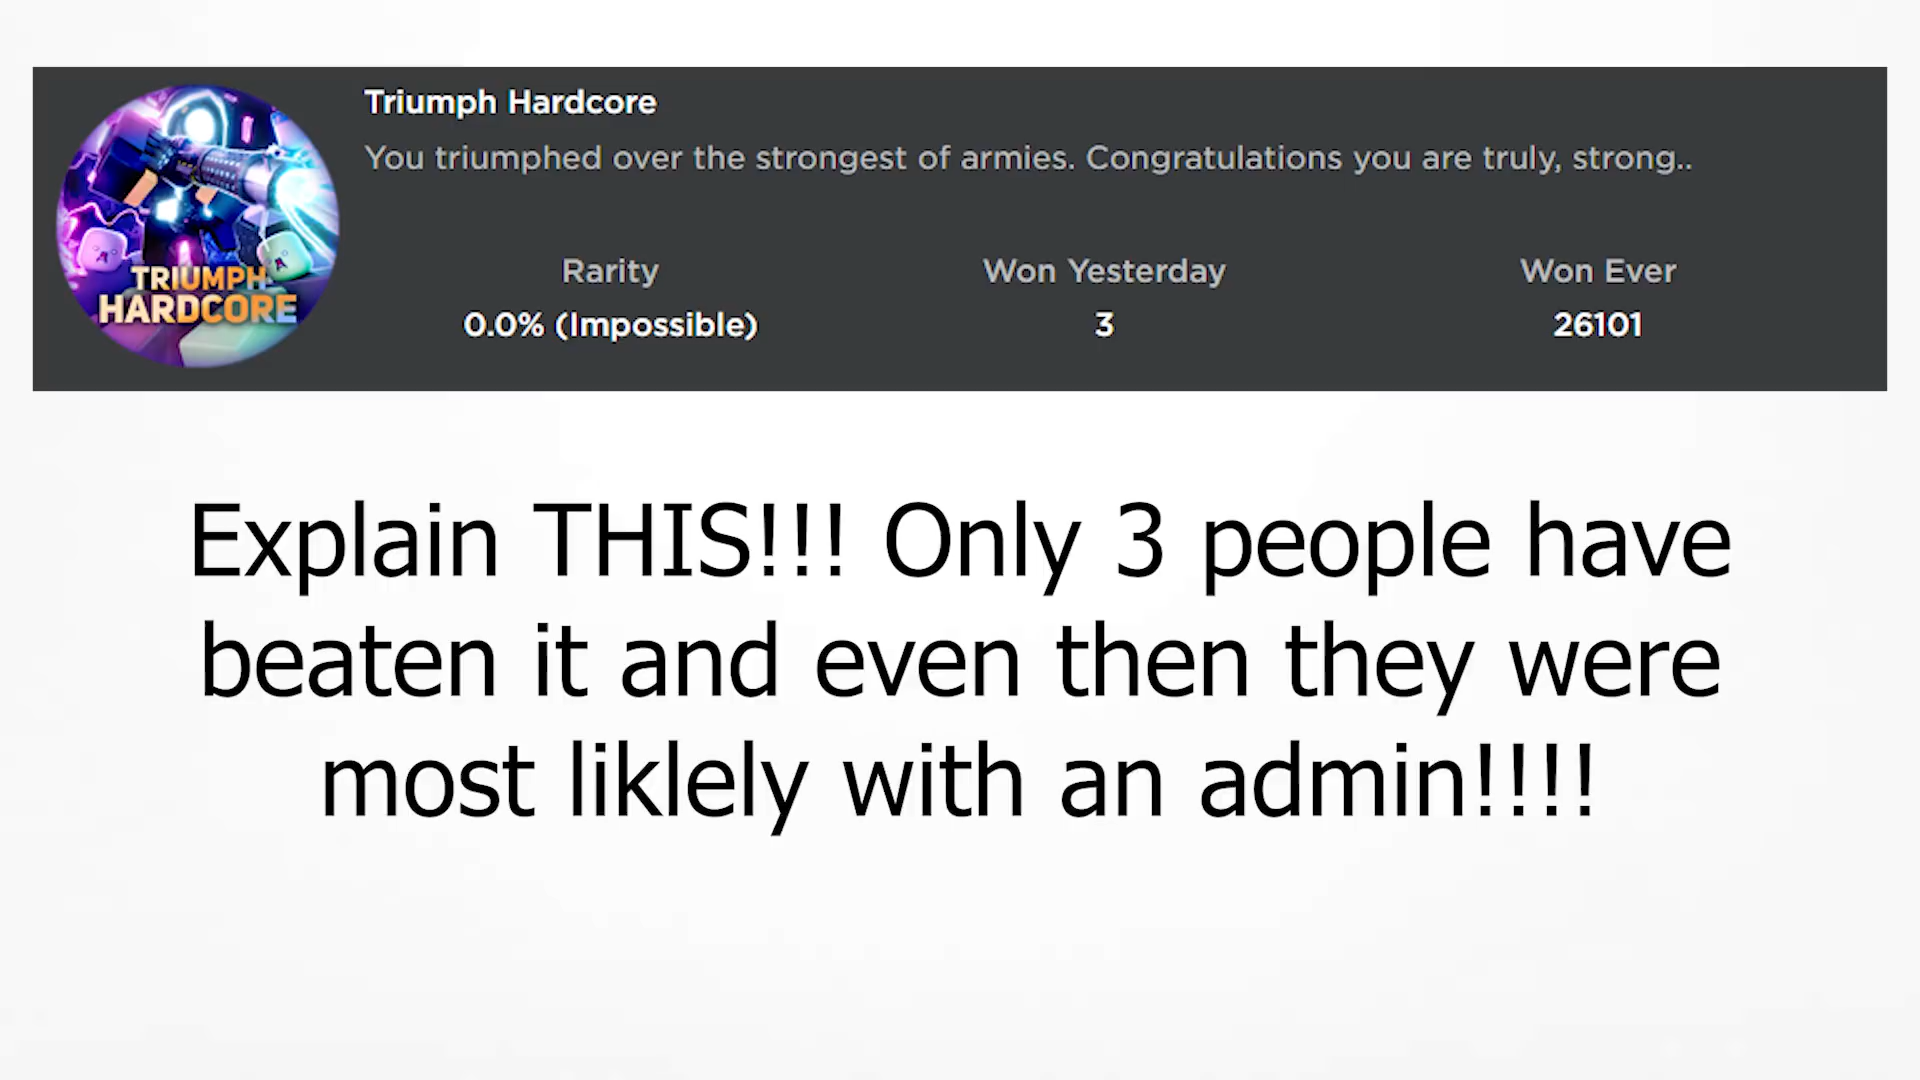 Triumph Hardcore
You triumphed over the strongest of armies. Congratulations you are truly, strong..
TRIUMPH
HARDCORE
Rarity Won Yesterday Won Ever
0.0% (Impossible) 3 26101
Explain THIS!!! Only 3 people have
beaten it and even then they were
most liklely with an admin!!!!